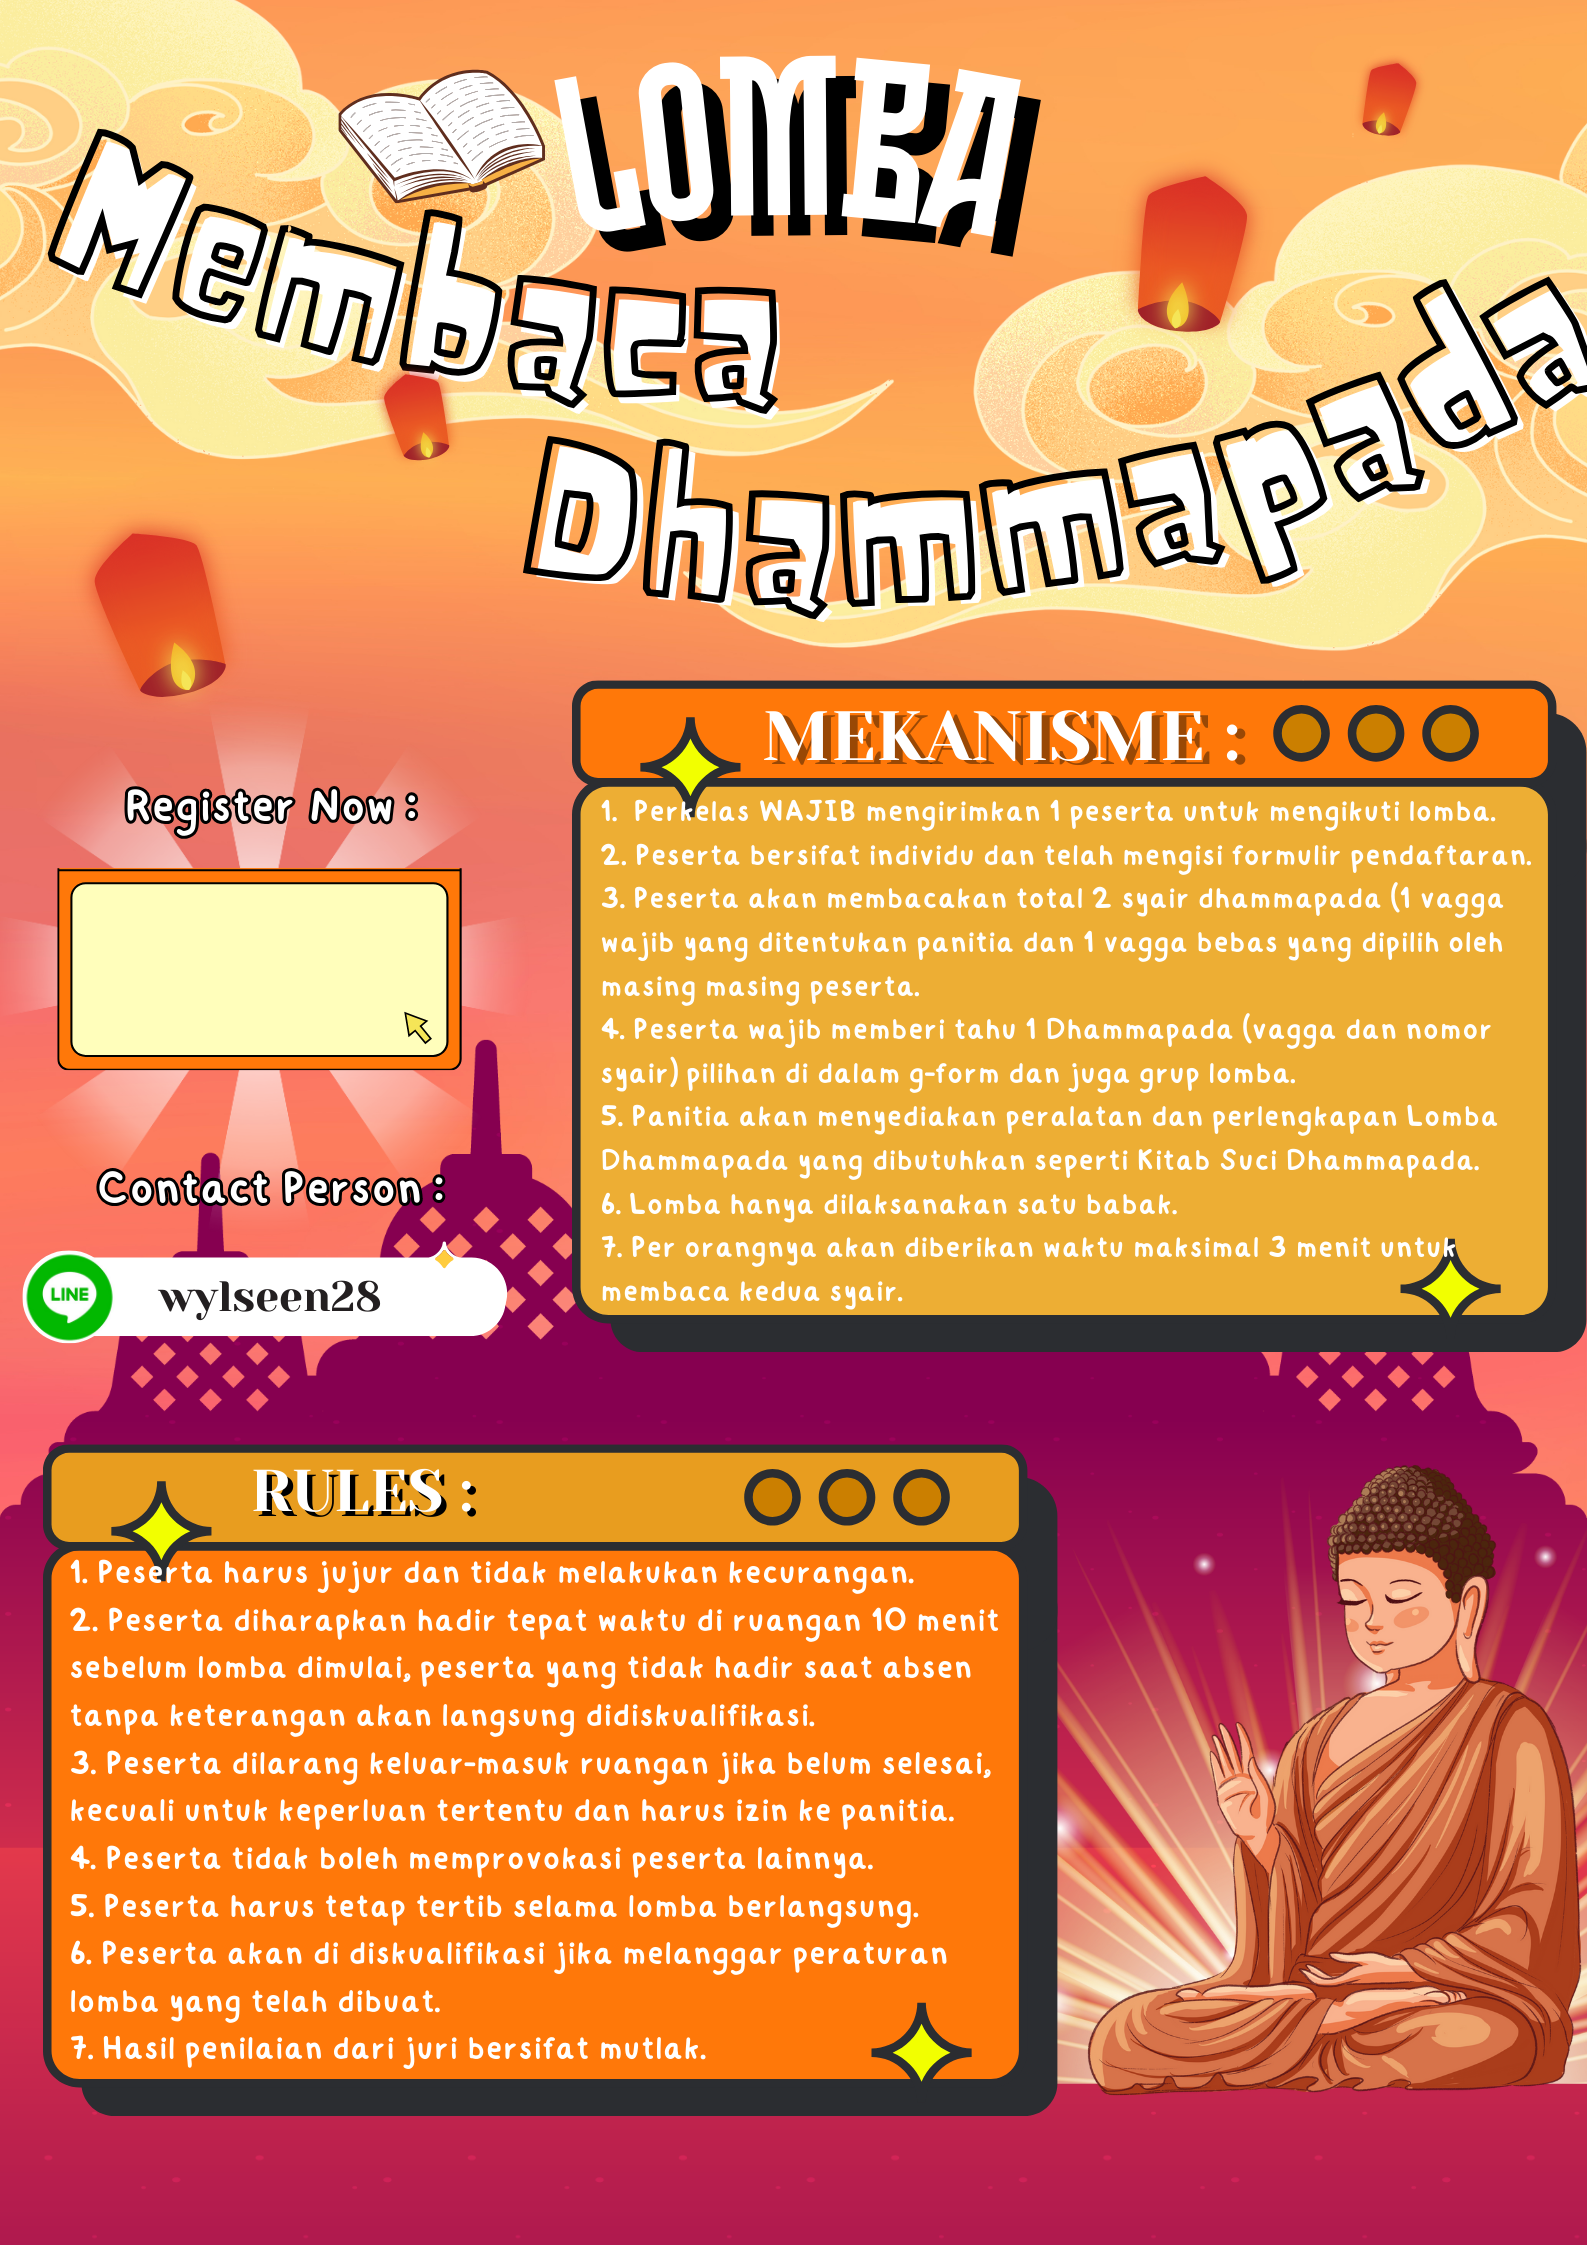 LOMBA
Membaca
Dhammapada
MEKANISME :
1. Perkelas WAJIB mengirimkan 1 peserta untuk mengikuti lomba.
2. Peserta bersifat individu dan telah mengisi formulir pendaftaran.
3. Peserta akan membacakan total 2 syair dhammapada (1 vagga
wajib yang ditentukan panitia dan 1 vagga bebas yang dipilih oleh
masing masing peserta.
4. Peserta wajib memberi tahu 1 Dhammapada (vagga dan nomor
syair) pilihan di dalam g-form dan juga grup lomba.
5. Panitia akan menyediakan peralatan dan perlengkapan Lomba
Dhammapada yang dibutuhkan seperti Kitab Suci Dhammapada.
6. Lomba hanya dilaksanakan satu babak.
7. Per orangnya akan diberikan waktu maksimal 3 menit untuk
membaca kedua syair.
Register Now :
Contact Person :
LINE
wylseen28
RULES :
1. Peserta harus jujur dan tidak melakukan kecurangan.
2. Peserta diharapkan hadir tepat waktu di ruangan 10 menit
sebelum lomba dimulai, peserta yang tidak hadir saat absen
tanpa keterangan akan langsung didiskualifikasi.
3. Peserta dilarang keluar-masuk ruangan jika belum selesai,
kecuali untuk keperluan tertentu dan harus izin ke panitia.
4. Peserta tidak boleh memprovokasi peserta lainnya.
5. Peserta harus tetap tertib selama lomba berlangsung.
6. Peserta akan di diskualifikasi jika melanggar peraturan
lomba yang telah dibuat.
7. Hasil penilaian dari juri bersifat mutlak.